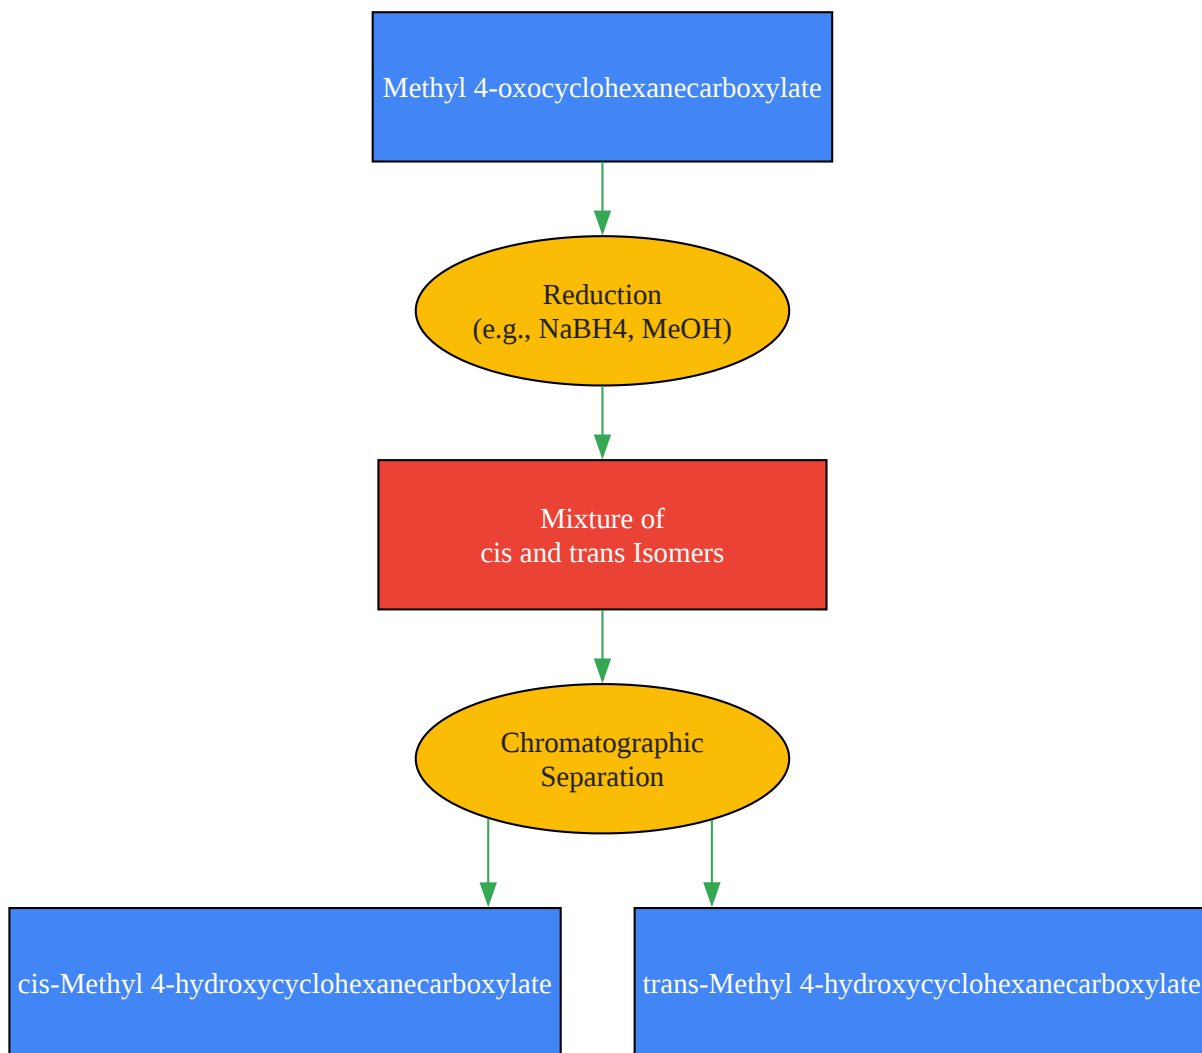 Methyl 4-oxocyclohexanecarboxylate
Reduction
(e.g., NaBH4, MeOH)
Mixture of
cis and trans Isomers
Chromatographic
Separation
cis-Methyl 4-hydroxycyclohexanecarboxylate
trans-Methyl 4-hydroxycyclohexanecarboxylate